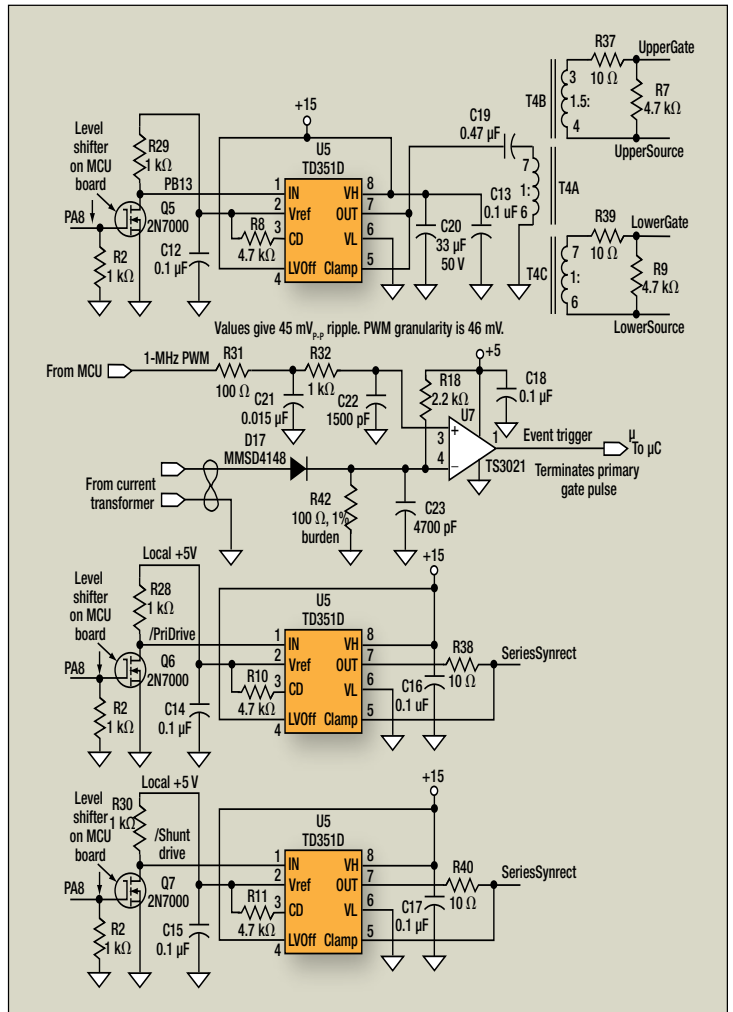 R37
UpperGate
10 Ω
R7
4.7 kΩ
T4B
3
1.5:
4
UpperSource
+15
C19
0.47 µF
7
1:
6
T4A
Level
shifter
on MCU
board
R29
1 kΩ
PB13
U5
TD351D
1 IN VH 8
2 Vref OUT 7
3 CD VL 6
4 LVOff Clamp 5
PA8
Q5
2N7000
R2
1 kΩ
C12
0.1 µF
R8
4.7 kΩ
C20
33 µF
50 V
C13
0.1 uF
R39
LowerGate
10 Ω
R9
4.7 kΩ
T4C
7
1:
6
LowerSource
Values give 45 mVP-P ripple. PWM granularity is 46 mV.
From MCU
1-MHz PWM
R31
100 Ω
R32
1 kΩ
C21
0.015 µF
C22
1500 pF
R18
2.2 kΩ
+5
C18
0.1 µF
U7
3 +
4 –
1
TS3021
Event trigger
µ
To µC
Terminates primary
gate pulse
D17
MMSD4148
From current
transformer
R42
100 Ω, 1%
burden
C23
4700 pF
Local +5V
+15
Level
shifter
on MCU
board
R28
1 kΩ
/PriDrive
U5
TD351D
1 IN VH 8
2 Vref OUT 7
3 CD VL 6
4 LVOff Clamp 5
PA8
Q6
2N7000
R2
1 kΩ
C14
0.1 µF
R10
4.7 kΩ
C16
0.1 uF
R38
10 Ω
SeriesSynrect
Local +5 V
+15
Level
shifter
on MCU
board
R30
1 kΩ
/Shunt
drive
U5
TD351D
1 IN VH 8
2 Vref OUT 7
3 CD VL 6
4 LVOff Clamp 5
PA8
Q7
2N7000
R2
1 kΩ
C15
0.1 µF
R11
4.7 kΩ
C17
0.1 µF
R40
10 Ω
SeriesSynrect